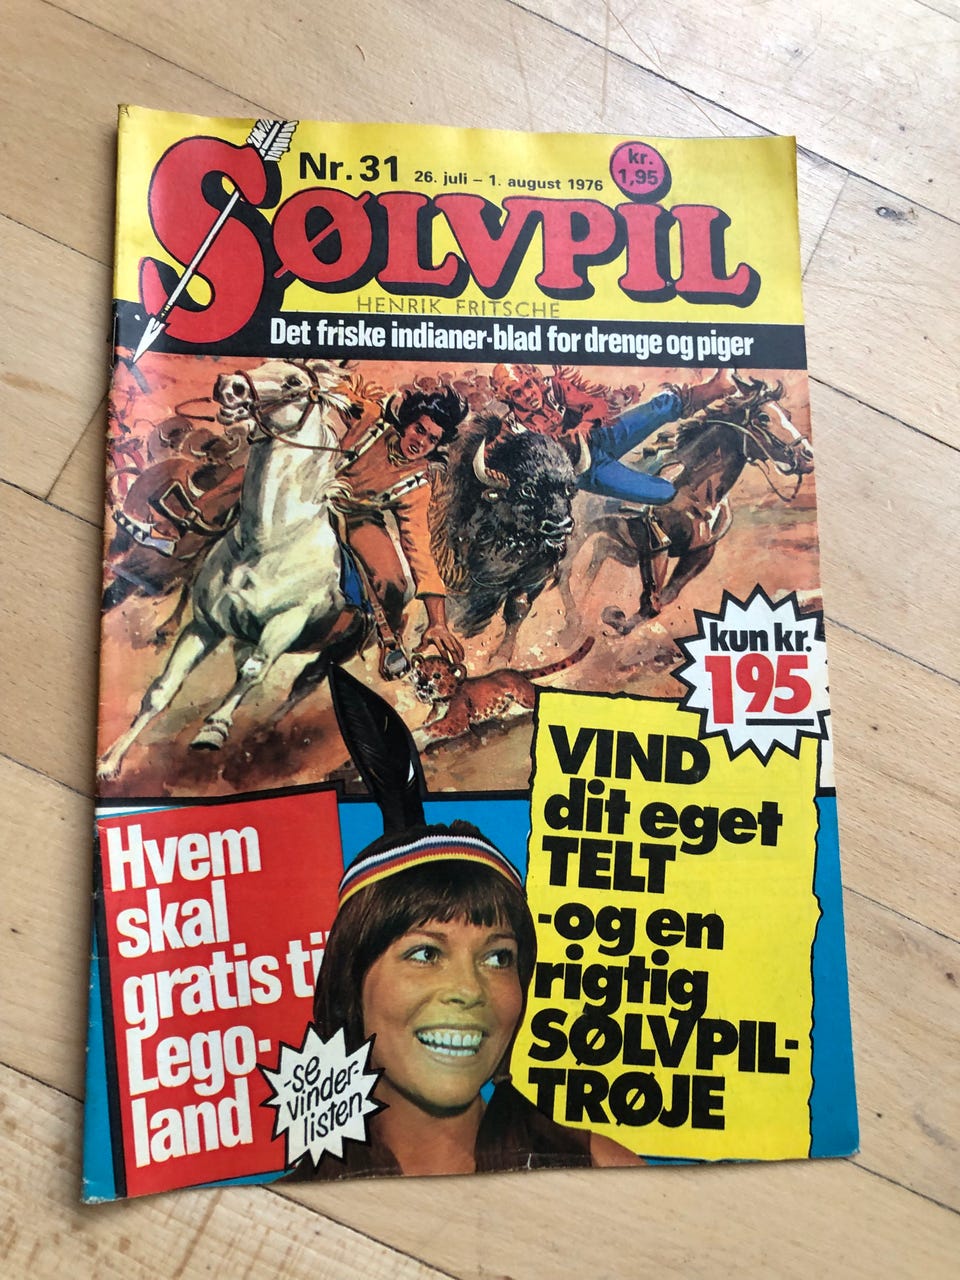 Nr. 31 26. juli – 1. august 1976
kr.
1,95
SØLVPIL
HENRIK FRITSCHE
Det friske indianer-blad for drenge og piger
kun kr.
195
VIND
dit eget
TELT
-og en
rigtig
SØLVPIL-
TRØJE
Hvem
skal
gratis til
Lego-
land
-se
vinder-
listen